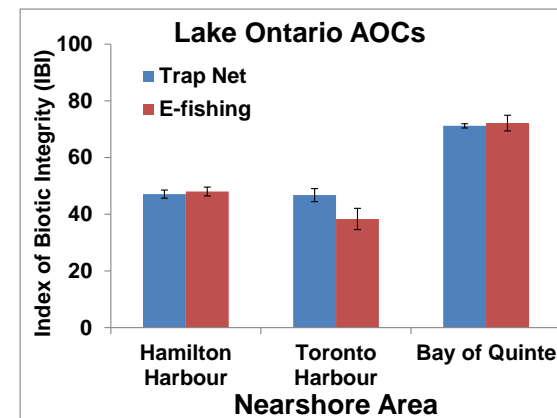 Lake Ontario AOCs
Trap Net
E-fishing
Index of Biotic Integrity (IBI)
100
80
60
40
20
0
Hamilton Harbour
Toronto Harbour
Bay of Quinte
Nearshore Area